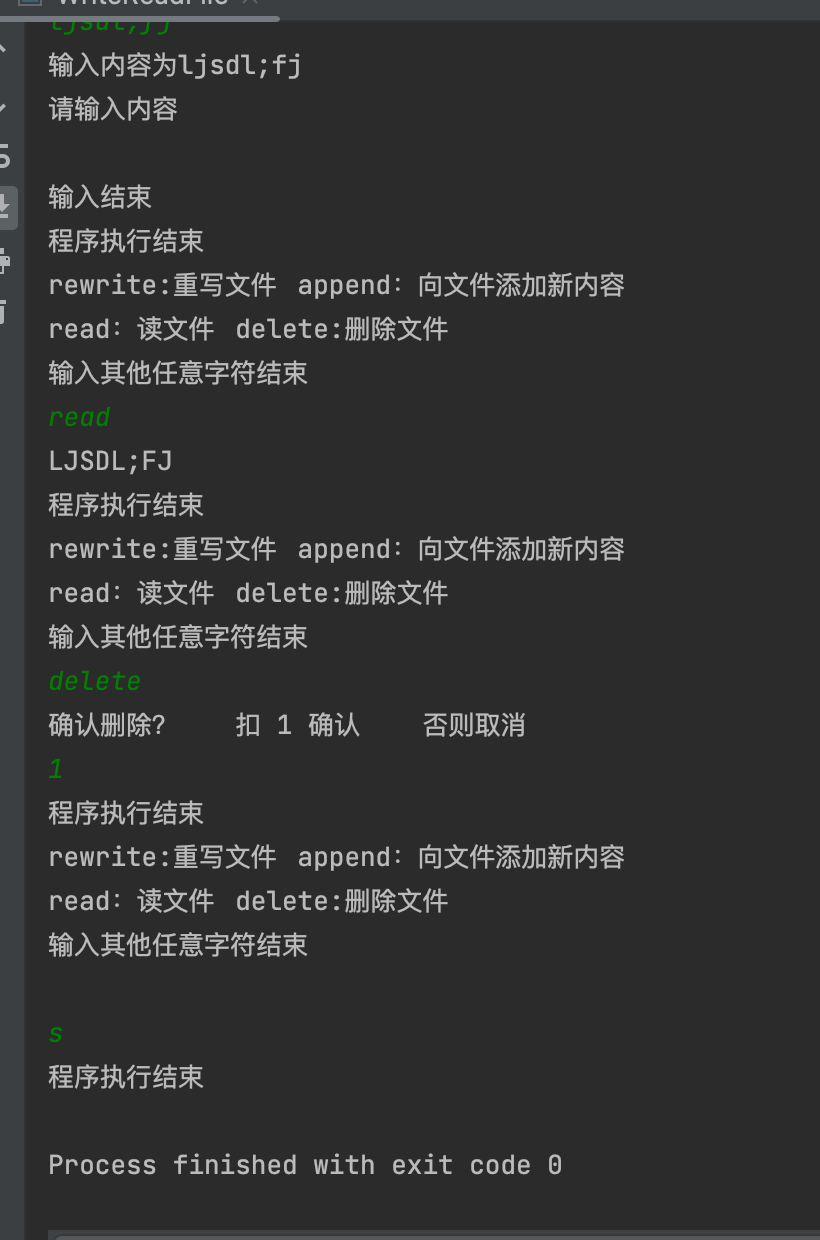 WriteReadFile
ljsdl;fj
输入内容为ljsdl;fj
请输入内容
输入结束
程序执行结束
rewrite:重写文件 append：向文件添加新内容
read：读文件 delete:删除文件
输入其他任意字符结束
read
LJSDL;FJ
程序执行结束
rewrite:重写文件 append：向文件添加新内容
read：读文件 delete:删除文件
输入其他任意字符结束
delete
确认删除? 扣 1 确认 否则取消
1
程序执行结束
rewrite:重写文件 append：向文件添加新内容
read：读文件 delete:删除文件
输入其他任意字符结束
s
程序执行结束
Process finished with exit code 0